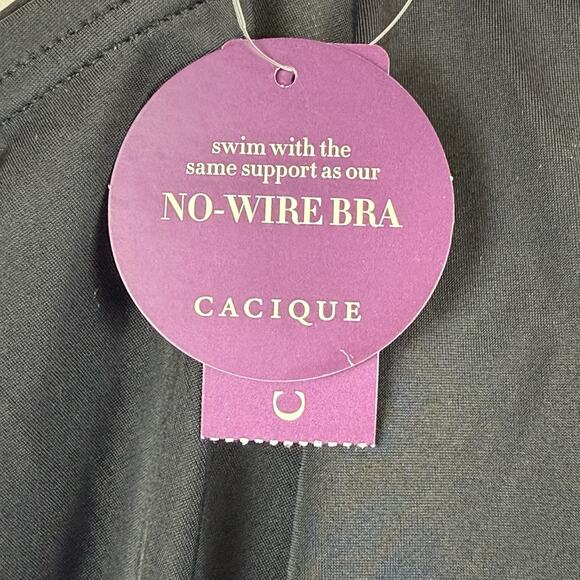 swim with the
same support as our
NO-WIRE BRA
CACIQUE
C